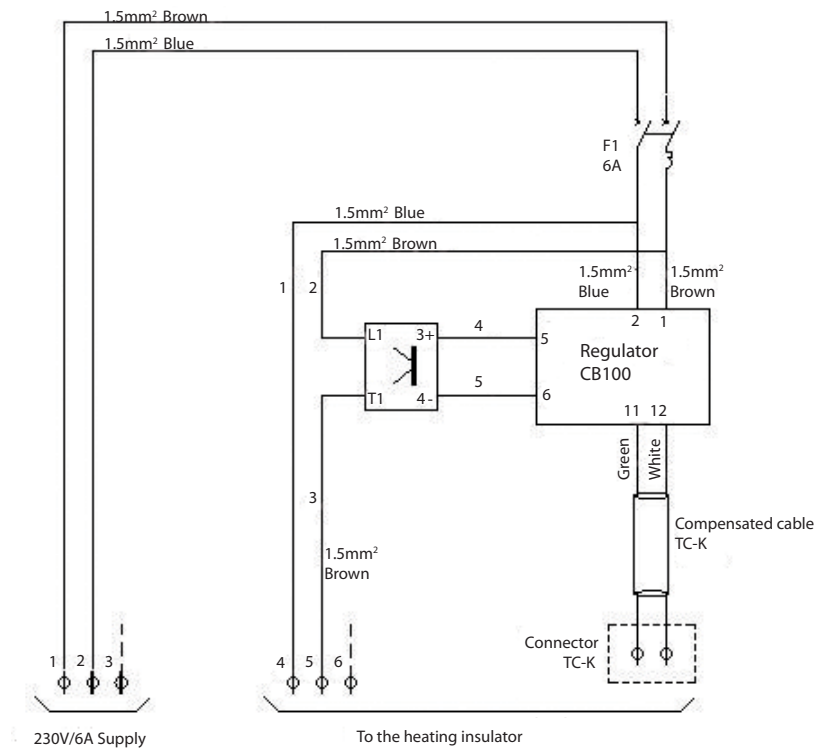 1.5mm² Brown
1.5mm² Blue
F1
6A
1.5mm² Blue
1.5mm² Brown
1.5mm²
Blue
1.5mm²
Brown
1
2
2 1
L1 3+
4
5
Regulator
CB100
T1 4 -
5
6
11 12
Green
White
3
1.5mm²
Brown
Compensated cable
TC-K
Connector
TC-K
1 2 3
4 5 6
230V/6A Supply
To the heating insulator